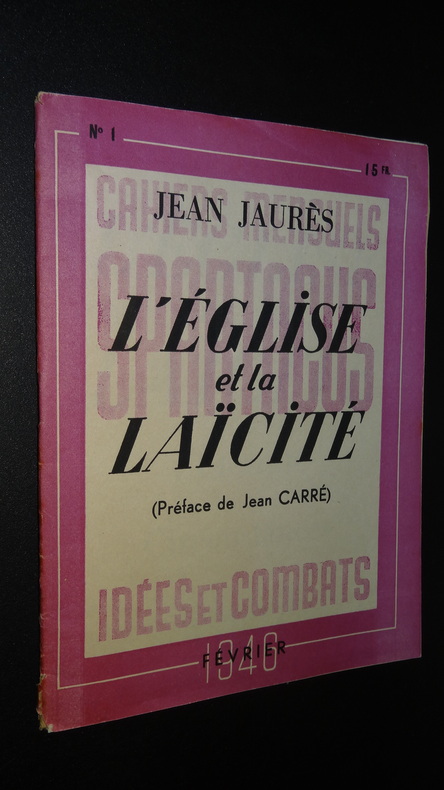 N° 1
15 FR.
CAHIERS MENSUELS
JEAN JAURÈS
SPARTACUS
L'ÉGLISE
SPARTACUS
et la
LAÏCITÉ
(Préface de Jean CARRÉ)
IDÉES ET COMBATS
FÉVRIER
1946